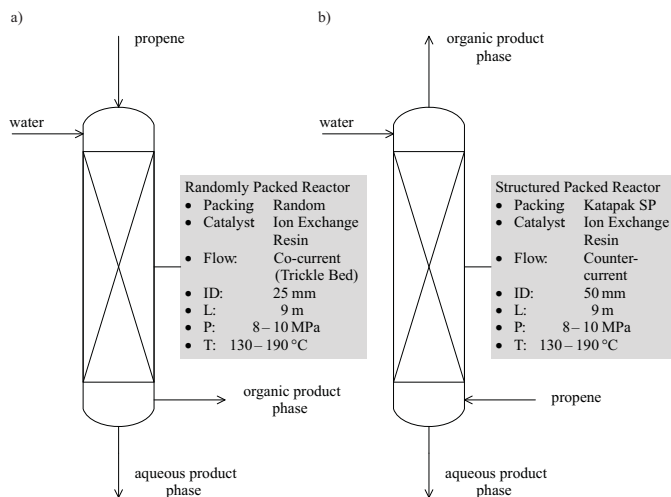 a)
propene
water
Randomly Packed Reactor
• Packing Random
• Catalyst Ion Exchange
Resin
• Flow: Co-current
(Trickle Bed)
• ID: 25 mm
• L: 9 m
• P: 8 – 10 MPa
• T: 130 – 190 °C
organic product
phase
aqueous product
phase
b)
organic product
phase
water
Structured Packed Reactor
• Packing Katapak SP
• Catalyst Ion Exchange
Resin
• Flow: Counter-
current
• ID: 50 mm
• L: 9 m
• P: 8 – 10 MPa
• T: 130 – 190 °C
propene
aqueous product
phase